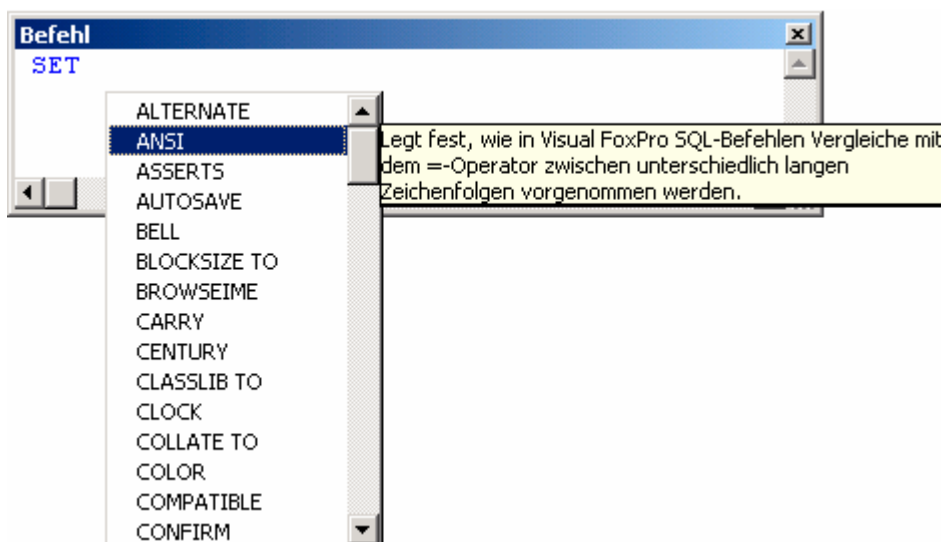 Befehl
SET
ALTERNATE
ANSI
ASSERTS
AUTOSAVE
BELL
BLOCKSIZE TO
BROWSEIME
CARRY
CENTURY
CLASSLIB TO
CLOCK
COLLATE TO
COLOR
COMPATIBLE
CONFIRM
Legt fest, wie in Visual FoxPro SQL-Befehlen Vergleiche mit
dem =-Operator zwischen unterschiedlich langen
Zeichenfolgen vorgenommen werden.